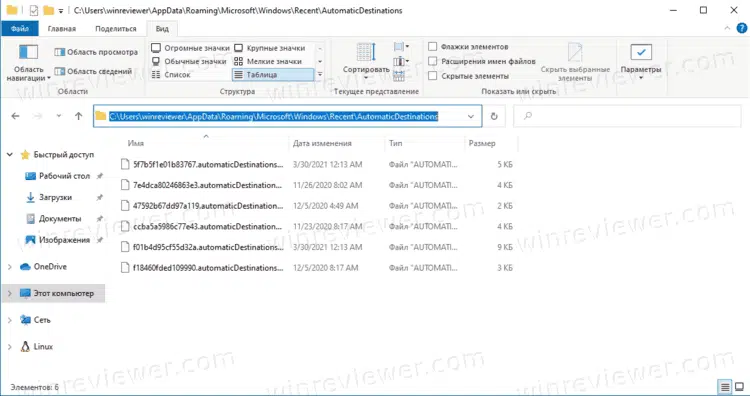 C:\Users\winreviewer\AppData\Roaming\Microsoft\Windows\Recent\AutomaticDestinations
Файл Главная Поделиться Вид
Область навигации
Область просмотра
Область сведений
Области
Огромные значки Крупные значки
Обычные значки Мелкие значки
Список Таблица
Структура
Сортировать
Текущее представление
Флажки элементов
Расширения имен файлов
Скрытые элементы
Скрыть выбранные элементы
Показать или скрыть
Параметры
C:\Users\winreviewer\AppData\Roaming\Microsoft\Windows\Recent\AutomaticDestinations
Имя Дата изменения Тип Размер
5f7b5f1e01b83767.automaticDestinations... 3/30/2021 12:13 AM Файл "AUTOMATI... 5 КБ
7e4dca80246863e3.automaticDestinations... 11/26/2020 8:02 AM Файл "AUTOMATI... 4 КБ
47592b67dd97a119.automaticDestinations... 12/5/2020 4:49 AM Файл "AUTOMATI... 2 КБ
ccba5a5986c77e43.automaticDestinations... 11/23/2020 8:17 AM Файл "AUTOMATI... 4 КБ
f01b4d95cf55d32a.automaticDestinations... 3/30/2021 12:13 AM Файл "AUTOMATI... 9 КБ
f18460fded109990.automaticDestinations... 12/5/2020 8:17 AM Файл "AUTOMATI... 3 КБ
Быстрый доступ
Рабочий стол
Загрузки
Документы
Изображения
OneDrive
Этот компьютер
Сеть
Linux
Элементов: 6
winreviewer.com